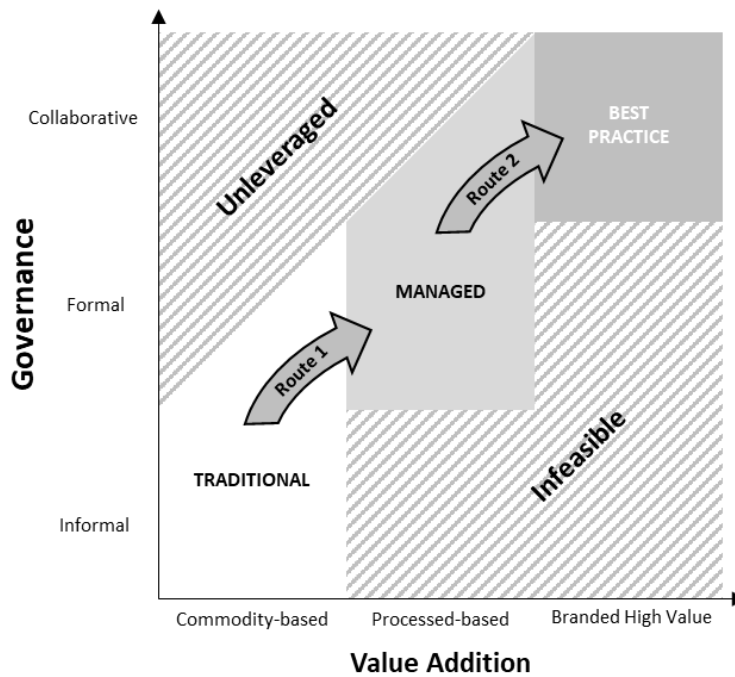 Governance
Collaborative
Formal
Informal
Unleveraged
BEST
PRACTICE
Route 2
MANAGED
Route 1
TRADITIONAL
Infeasible
Commodity-based
Processed-based
Branded High Value
Value Addition